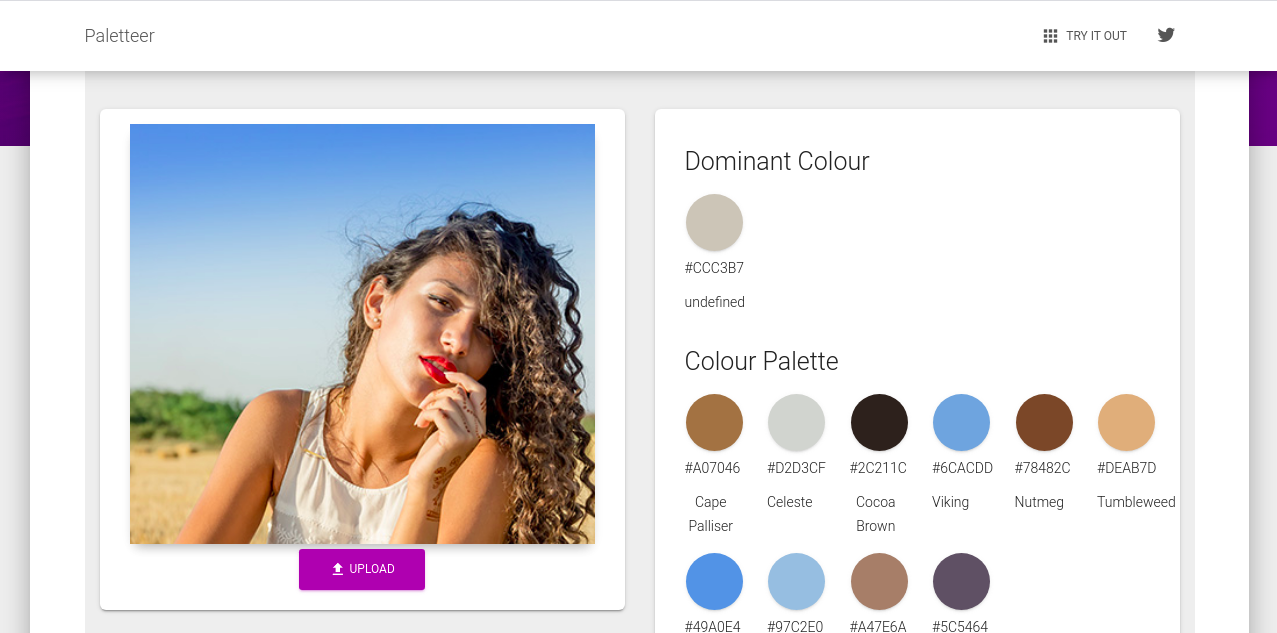 Paletteer
TRY IT OUT
UPLOAD
Dominant Colour
#CCC3B7
undefined
Colour Palette
#A07046 #D2D3CF #2C211C #6CACDD #78482C #DEAB7D
Cape Palliser Celeste Cocoa Brown Viking Nutmeg Tumbleweed
#49A0E4 #97C2E0 #A47E6A #5C5464